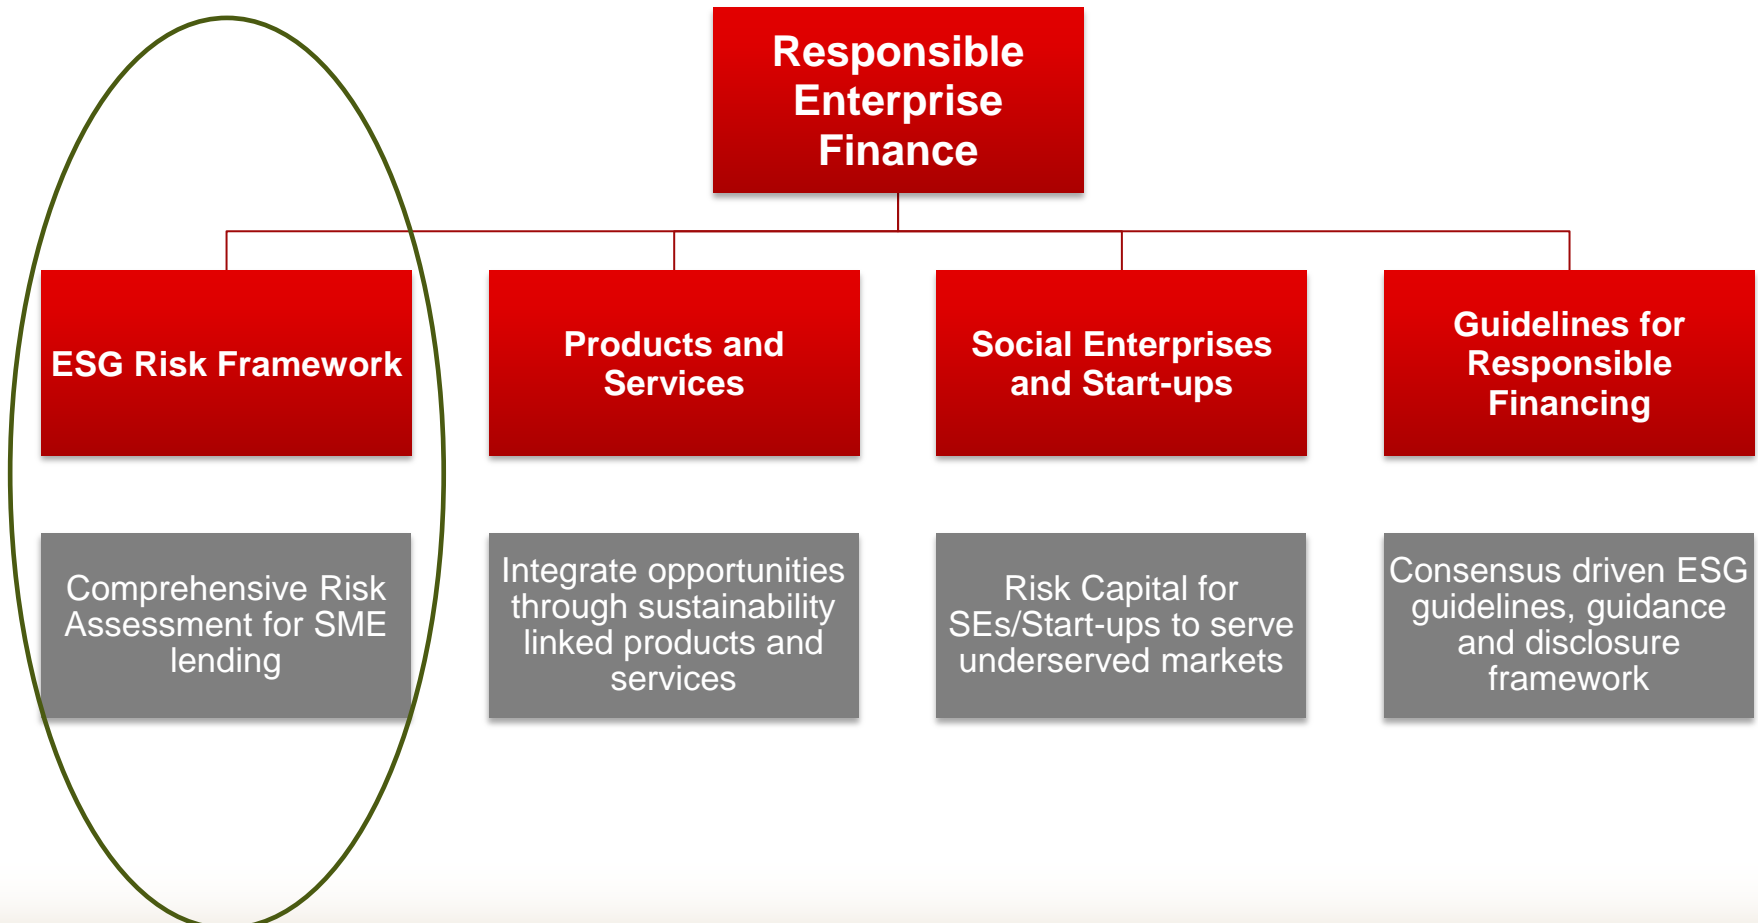 Responsible
Enterprise
Finance
ESG Risk Framework
Products and
Services
Social Enterprises
and Start-ups
Guidelines for
Responsible
Financing
Comprehensive Risk
Assessment for SME
lending
Integrate opportunities
through sustainability
linked products and
services
Risk Capital for
SEs/Start-ups to serve
underserved markets
Consensus driven ESG
guidelines, guidance
and disclosure
framework